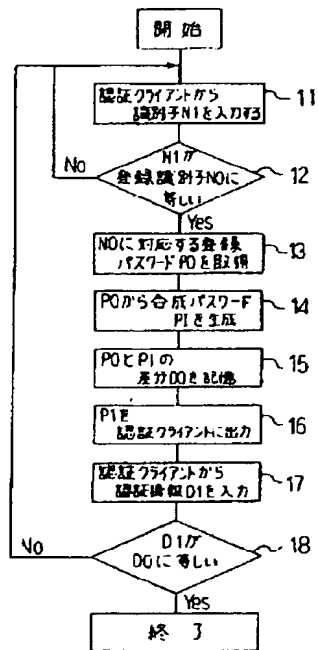 開始
認証クライアントから
識別子N1を入力する
11
N1が
登録識別子N0に
等しい
12
No
Yes
N0に対応する登録
パスワードP0を取得
13
P0から合成パスワード
P1を生成
14
P0とP1の
差分D0を記憶
15
P1を
認証クライアントに出力
16
認証クライアントから
認証情報D1を入力
17
D1が
D0に等しい
18
No
Yes
終了